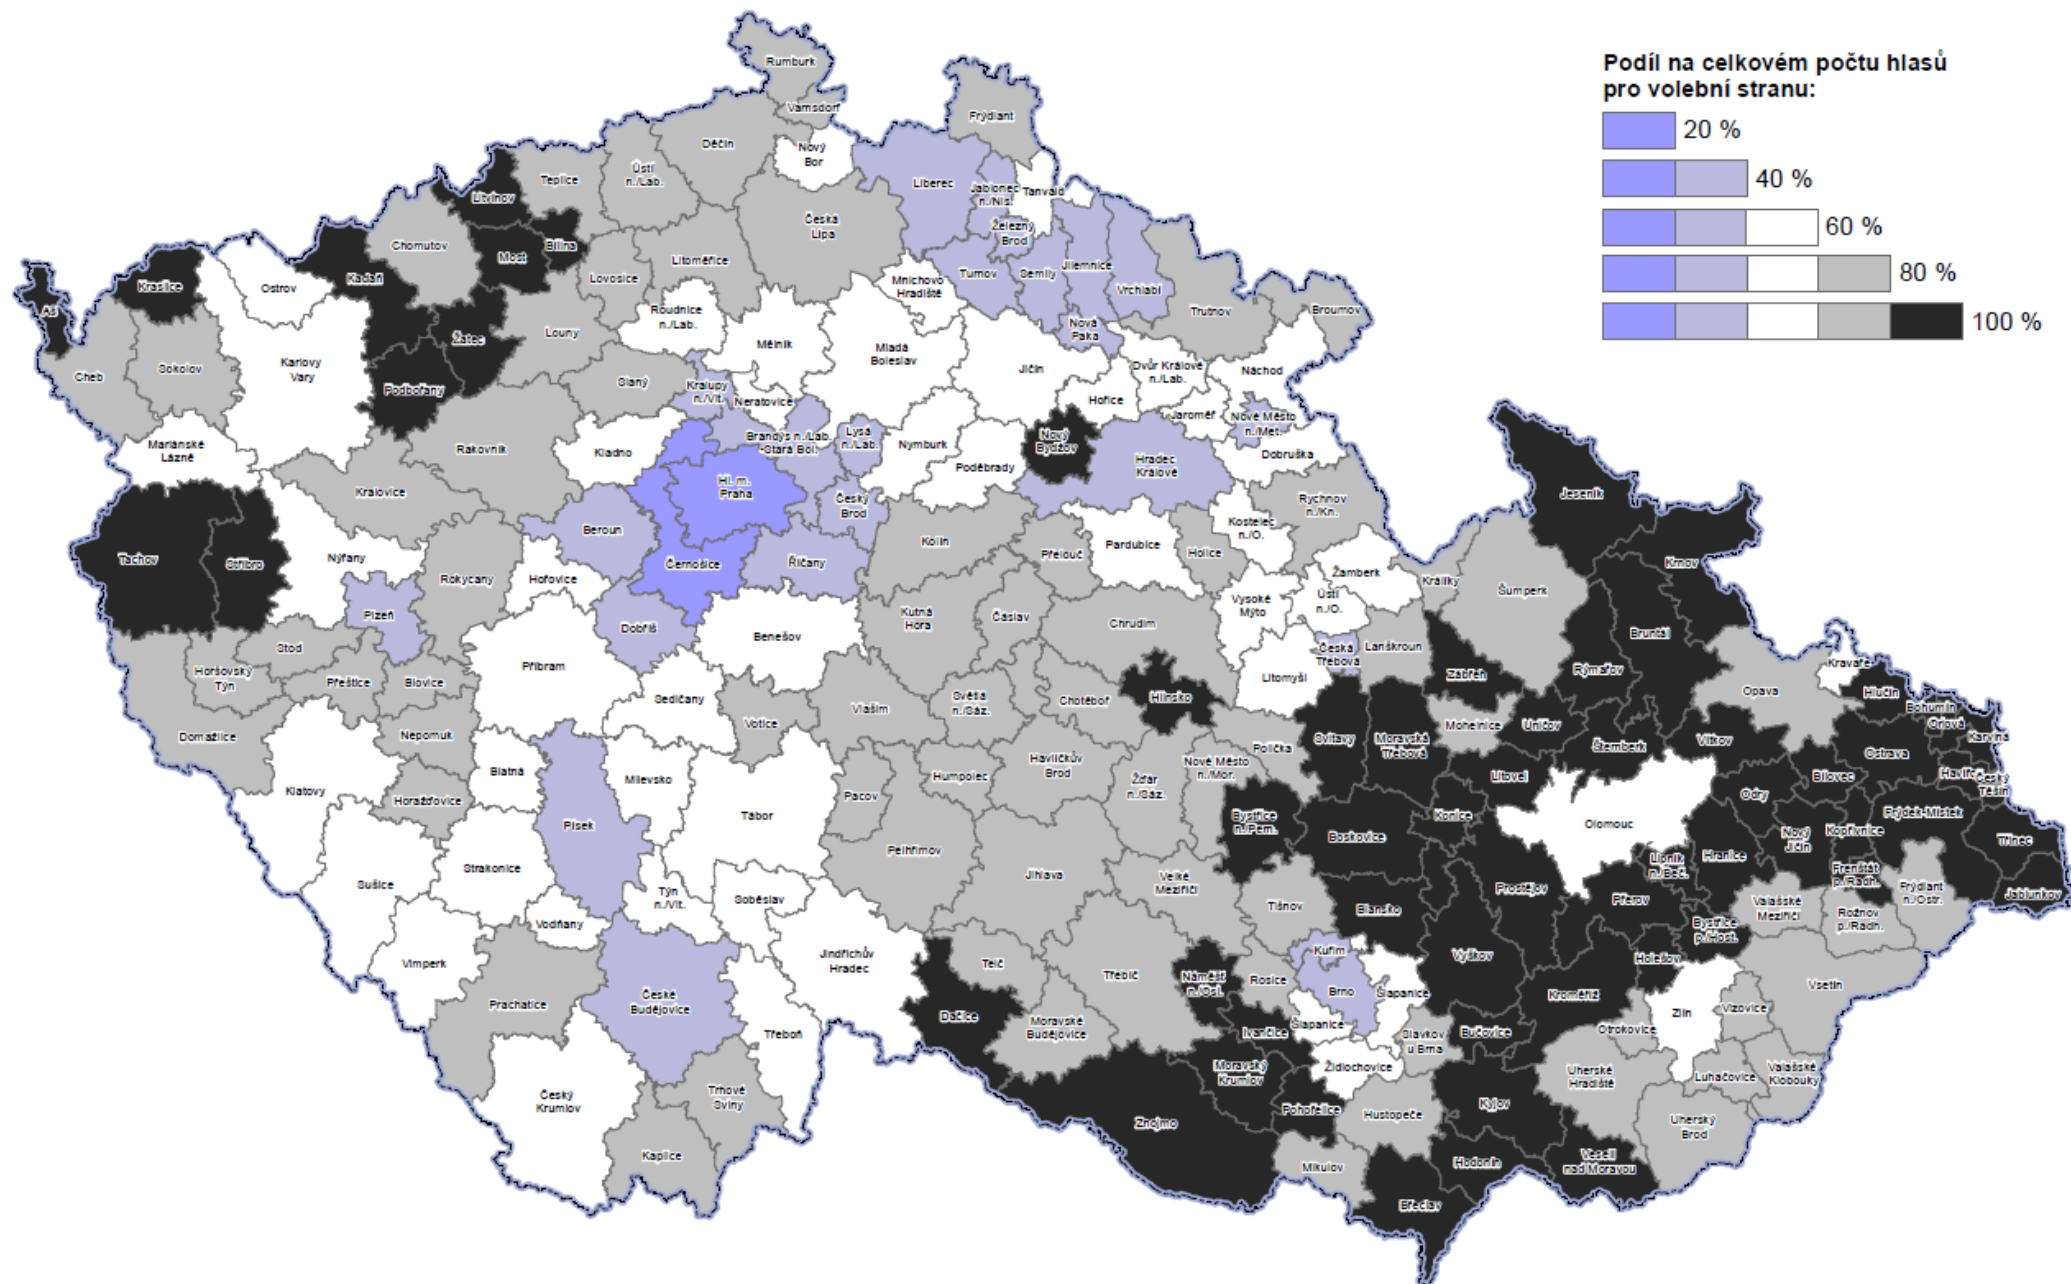 Podíl na celkovém počtu hlasů
pro volební stranu:
20 %
40 %
60 %
80 %
100 %
Rumburk
Varnsdorf
Frýdlant
Děčín
Nový
Bor
Ústí
n./Lab.
Teplice
Litvínov
Liberec
Jablonec
n./Nis.
Tanvald
Železný
Brod
Česká
Lípa
Chomutov
Most
Bílina
Litoměřice
Lovosice
Kadaň
Kraslice
Ostrov
Aš
Turnov
Semily
Jilemnice
Vrchlabí
Mnichovo
Hradiště
Trutnov
Broumov
Roudnice
n./Lab.
Louny
Žatec
Nová
Paka
Mělník
Mladá
Boleslav
Cheb
Sokolov
Karlovy
Vary
Podbořany
Slaný
Kralupy
n./Vlt.
Neratovice
Jičín
Dvůr Králové
n./Lab.
Náchod
Hořice
Jaroměř
Nové Město
n./Met.
Mariánské
Lázně
Rakovník
Kladno
Brandýs n./Lab.
-Stará Bol.
Lysá
n./Lab.
Nymburk
Poděbrady
Nový
Bydžov
Hradec
Králové
Dobruška
Kralovice
Hl. m.
Praha
Český
Brod
Rychnov
n./Kn.
Jeseník
Tachov
Stříbro
Nýřany
Rokycany
Beroun
Hořovice
Černošice
Říčany
Kolín
Přelouč
Pardubice
Holice
Kostelec
n./O.
Žamberk
Králíky
Šumperk
Krnov
Plzeň
Dobříš
Benešov
Kutná
Hora
Čáslav
Chrudim
Vysoké
Mýto
Ústí
n./O.
Česká
Třebová
Lanškroun
Bruntál
Rýmařov
Zábřeh
Stod
Horšovský
Týn
Přeštice
Blovice
Příbram
Sedlčany
Votice
Vlašim
Světlá
n./Sáz.
Chotěboř
Hlinsko
Litomyšl
Kravaře
Hlučín
Opava
Bohumín
Orlová
Karviná
Domažlice
Nepomuk
Svitavy
Moravská
Třebová
Mohelnice
Uničov
Šternberk
Vítkov
Ostrava
Polička
Nové Město
n./Mor.
Blatná
Milevsko
Humpolec
Havlíčkův
Brod
Žďár
n./Sáz.
Litovel
Bílovec
Český
Těšín
Klatovy
Horažďovice
Písek
Tábor
Pacov
Bystřice
n./Pern.
Boskovice
Konice
Olomouc
Odry
Nový
Jičín
Kopřivnice
Frýdek-Místek
Třinec
Jablunkov
Pelhřimov
Jihlava
Velké
Meziříčí
Hranice
Lipník
n./Beč.
Frenštát
p./Radh.
Frýdlant
n./Ostr.
Sušice
Strakonice
Týn
n./Vlt.
Soběslav
Vodňany
Tišnov
Blansko
Prostějov
Přerov
Valašské
Meziříčí
Rožnov
p./Radh.
Bystřice
p./Host.
Vimperk
Jindřichův
Hradec
Telč
Třebíč
Náměšť
n./Osl.
Rosice
Kuřim
Brno
Šlapanice
Šlapanice
Vyškov
Holešov
Kroměříž
Vsetín
Prachatice
České
Budějovice
Třeboň
Dačice
Moravské
Budějovice
Ivančice
Slavkov
u Brna
Bučovice
Otrokovice
Zlín
Vizovice
Valašské
Klobouky
Luhačovice
Židlochovice
Moravský
Krumlov
Uherské
Hradiště
Český
Krumlov
Trhové
Sviny
Kaplice
Znojmo
Pohořelice
Hustopeče
Kyjov
Uherský
Brod
Mikulov
Hodonín
Veselí
nad Moravou
Břeclav